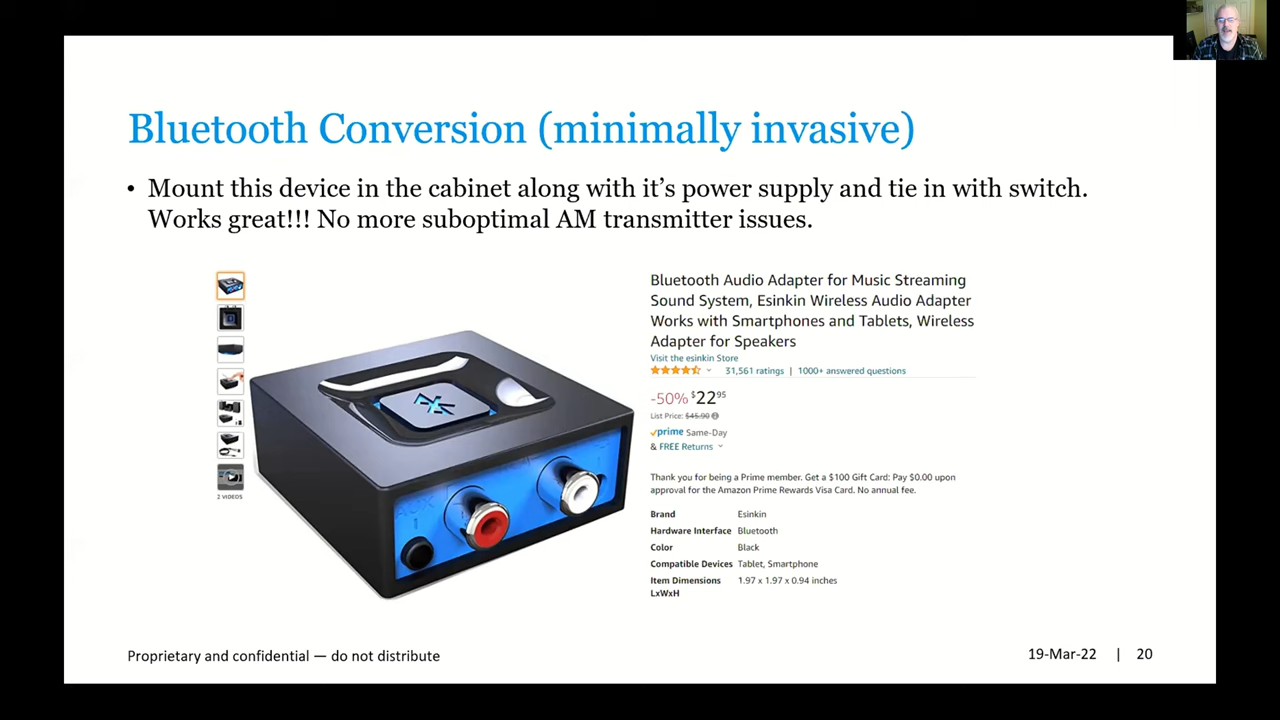 Bluetooth Conversion (minimally invasive)
• Mount this device in the cabinet along with it's power supply and tie in with switch.
Works great!!! No more suboptimal AM transmitter issues.
2 VIDEOS
AUX
Bluetooth Audio Adapter for Music Streaming
Sound System, Esinkin Wireless Audio Adapter
Works with Smartphones and Tablets, Wireless
Adapter for Speakers
Visit the esinkin Store
31,561 ratings | 1000+ answered questions
-50% $22 95
List Price: $45.90
prime Same-Day
& FREE Returns
Thank you for being a Prime member. Get a $100 Gift Card: Pay $0.00 upon
approval for the Amazon Prime Rewards Visa Card. No annual fee.
Brand Esinkin
Hardware Interface Bluetooth
Color Black
Compatible Devices Tablet, Smartphone
Item Dimensions 1.97 x 1.97 x 0.94 inches
LxWxH
Proprietary and confidential — do not distribute
19-Mar-22 | 20